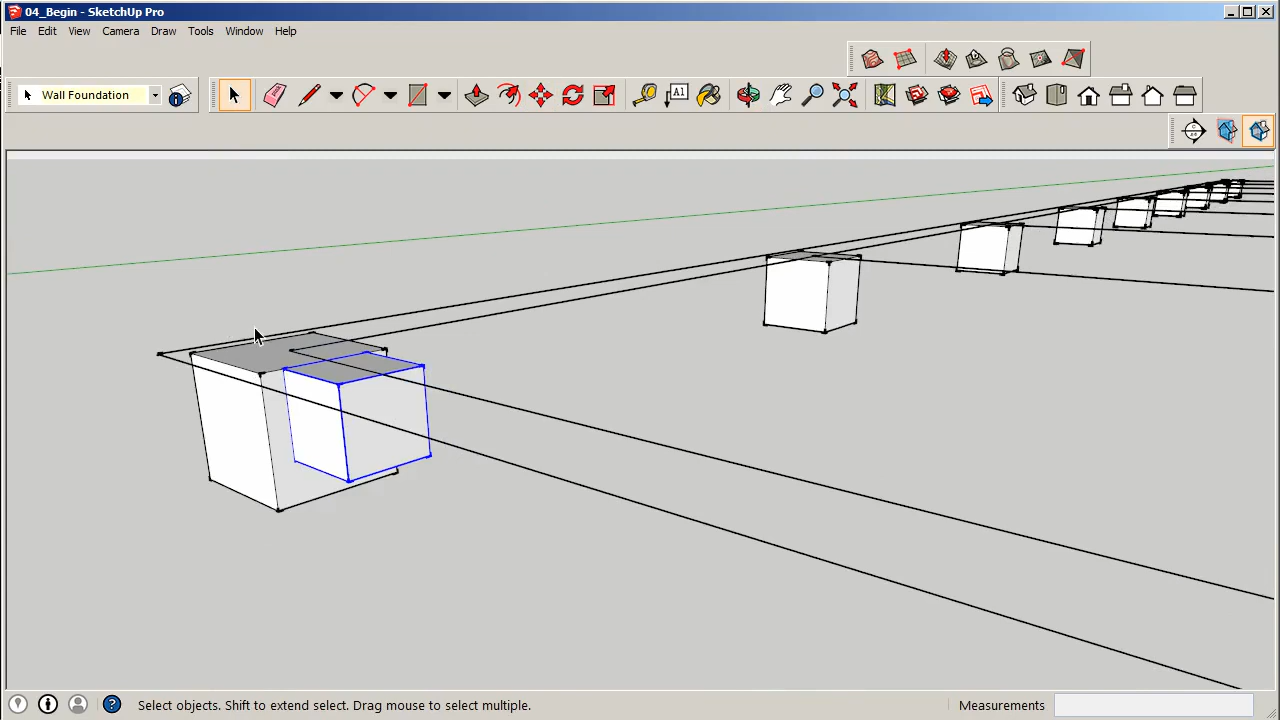 04_Begin - SketchUp Pro
File Edit View Camera Draw Tools Window Help
Wall Foundation
A1
Select objects. Shift to extend select. Drag mouse to select multiple.
Measurements